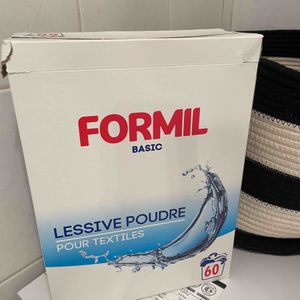 FORMIL
BASIC
LESSIVE POUDRE
POUR TEXTILES
60